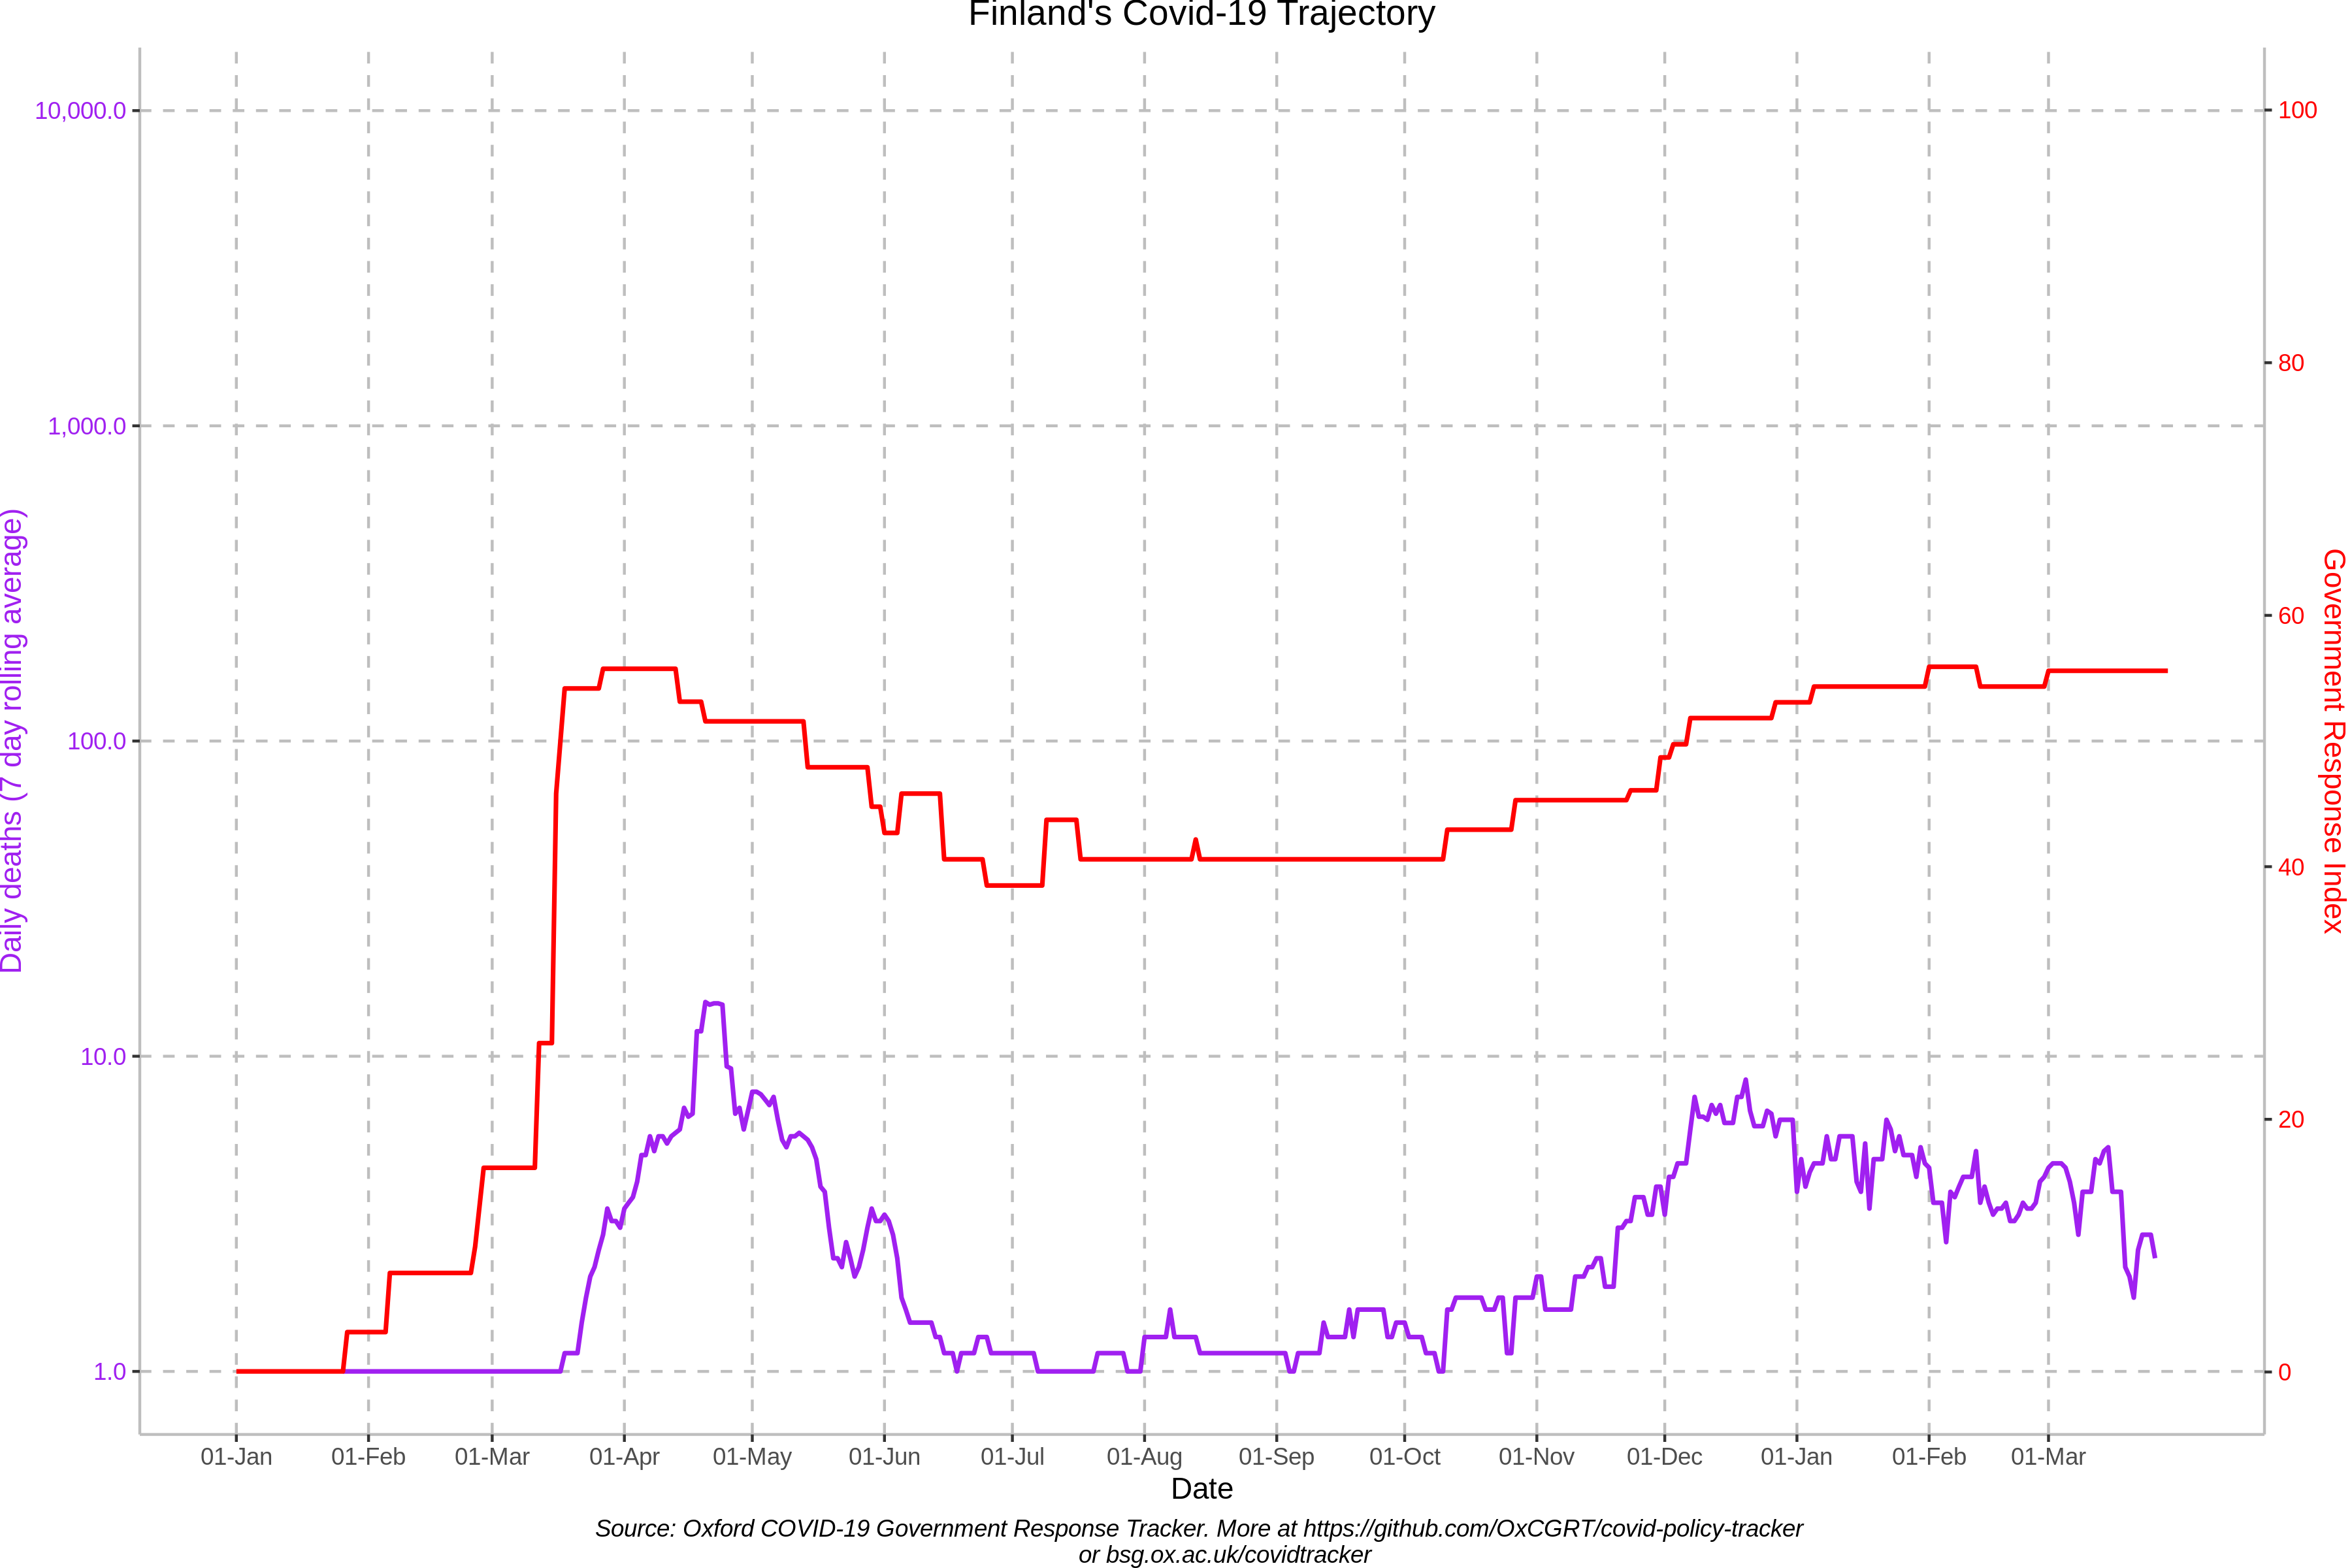 Finland's Covid-19 Trajectory
10,000.0
1,000.0
100.0
10.0
1.0
Daily deaths (7 day rolling average)
100
80
60
40
20
0
Government Response Index
01-Jan 01-Feb 01-Mar 01-Apr 01-May 01-Jun 01-Jul 01-Aug 01-Sep 01-Oct 01-Nov 01-Dec 01-Jan 01-Feb 01-Mar
Date
Source: Oxford COVID-19 Government Response Tracker. More at https://github.com/OxCGRT/covid-policy-tracker
or bsg.ox.ac.uk/covidtracker